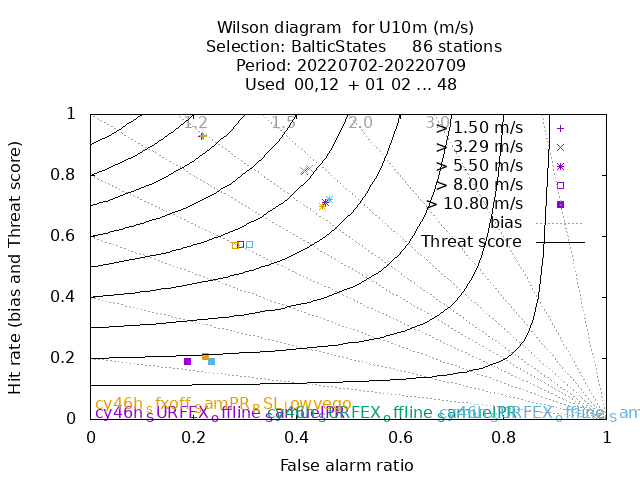 Wilson diagram for U10m (m/s)
Selection: BalticStates 86 stations
Period: 20220702-20220709
Used 00,12 + 01 02 ... 48
Hit rate (bias and Threat score)
1
0.8
0.6
0.4
0.2
0
1.2 1.5 2.0 3.0
> 1.50 m/s
> 3.29 m/s
> 5.50 m/s
> 8.00 m/s
> 10.80 m/s
bias
Threat score
0 0.2 0.4 0.6 0.8 1
False alarm ratio